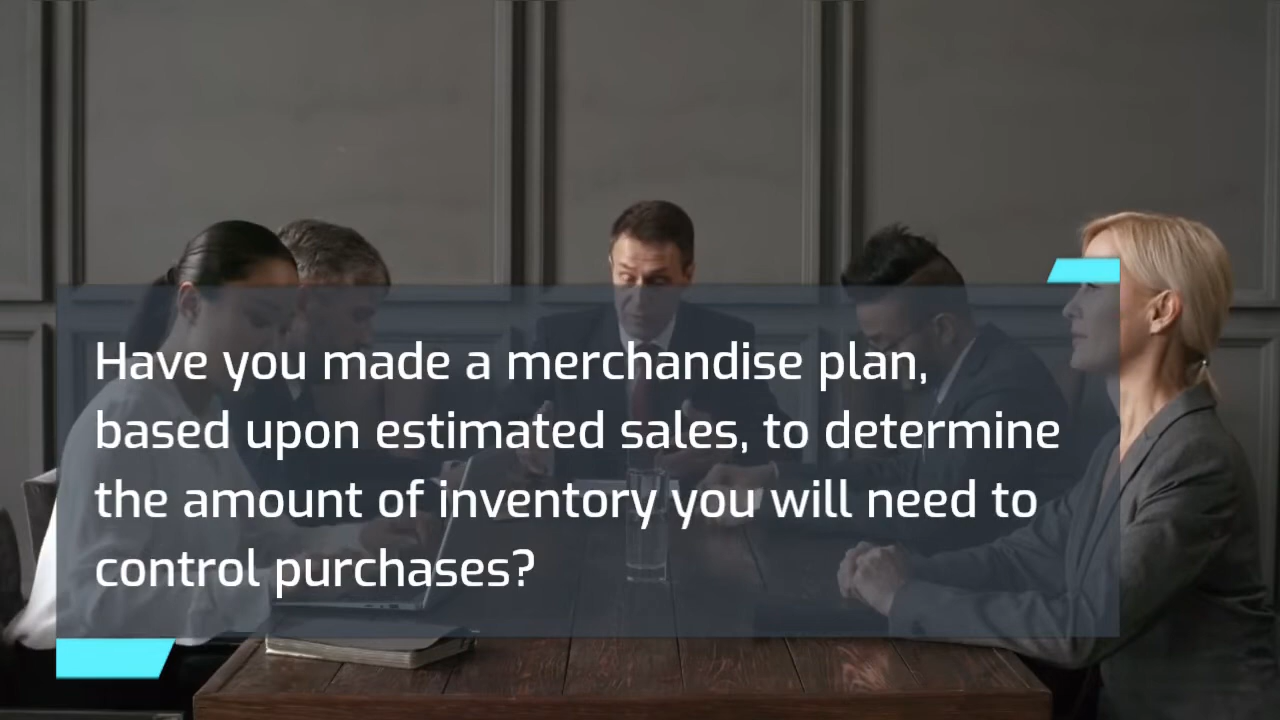 Have you made a merchandise plan,
based upon estimated sales, to determine
the amount of inventory you will need to
control purchases?